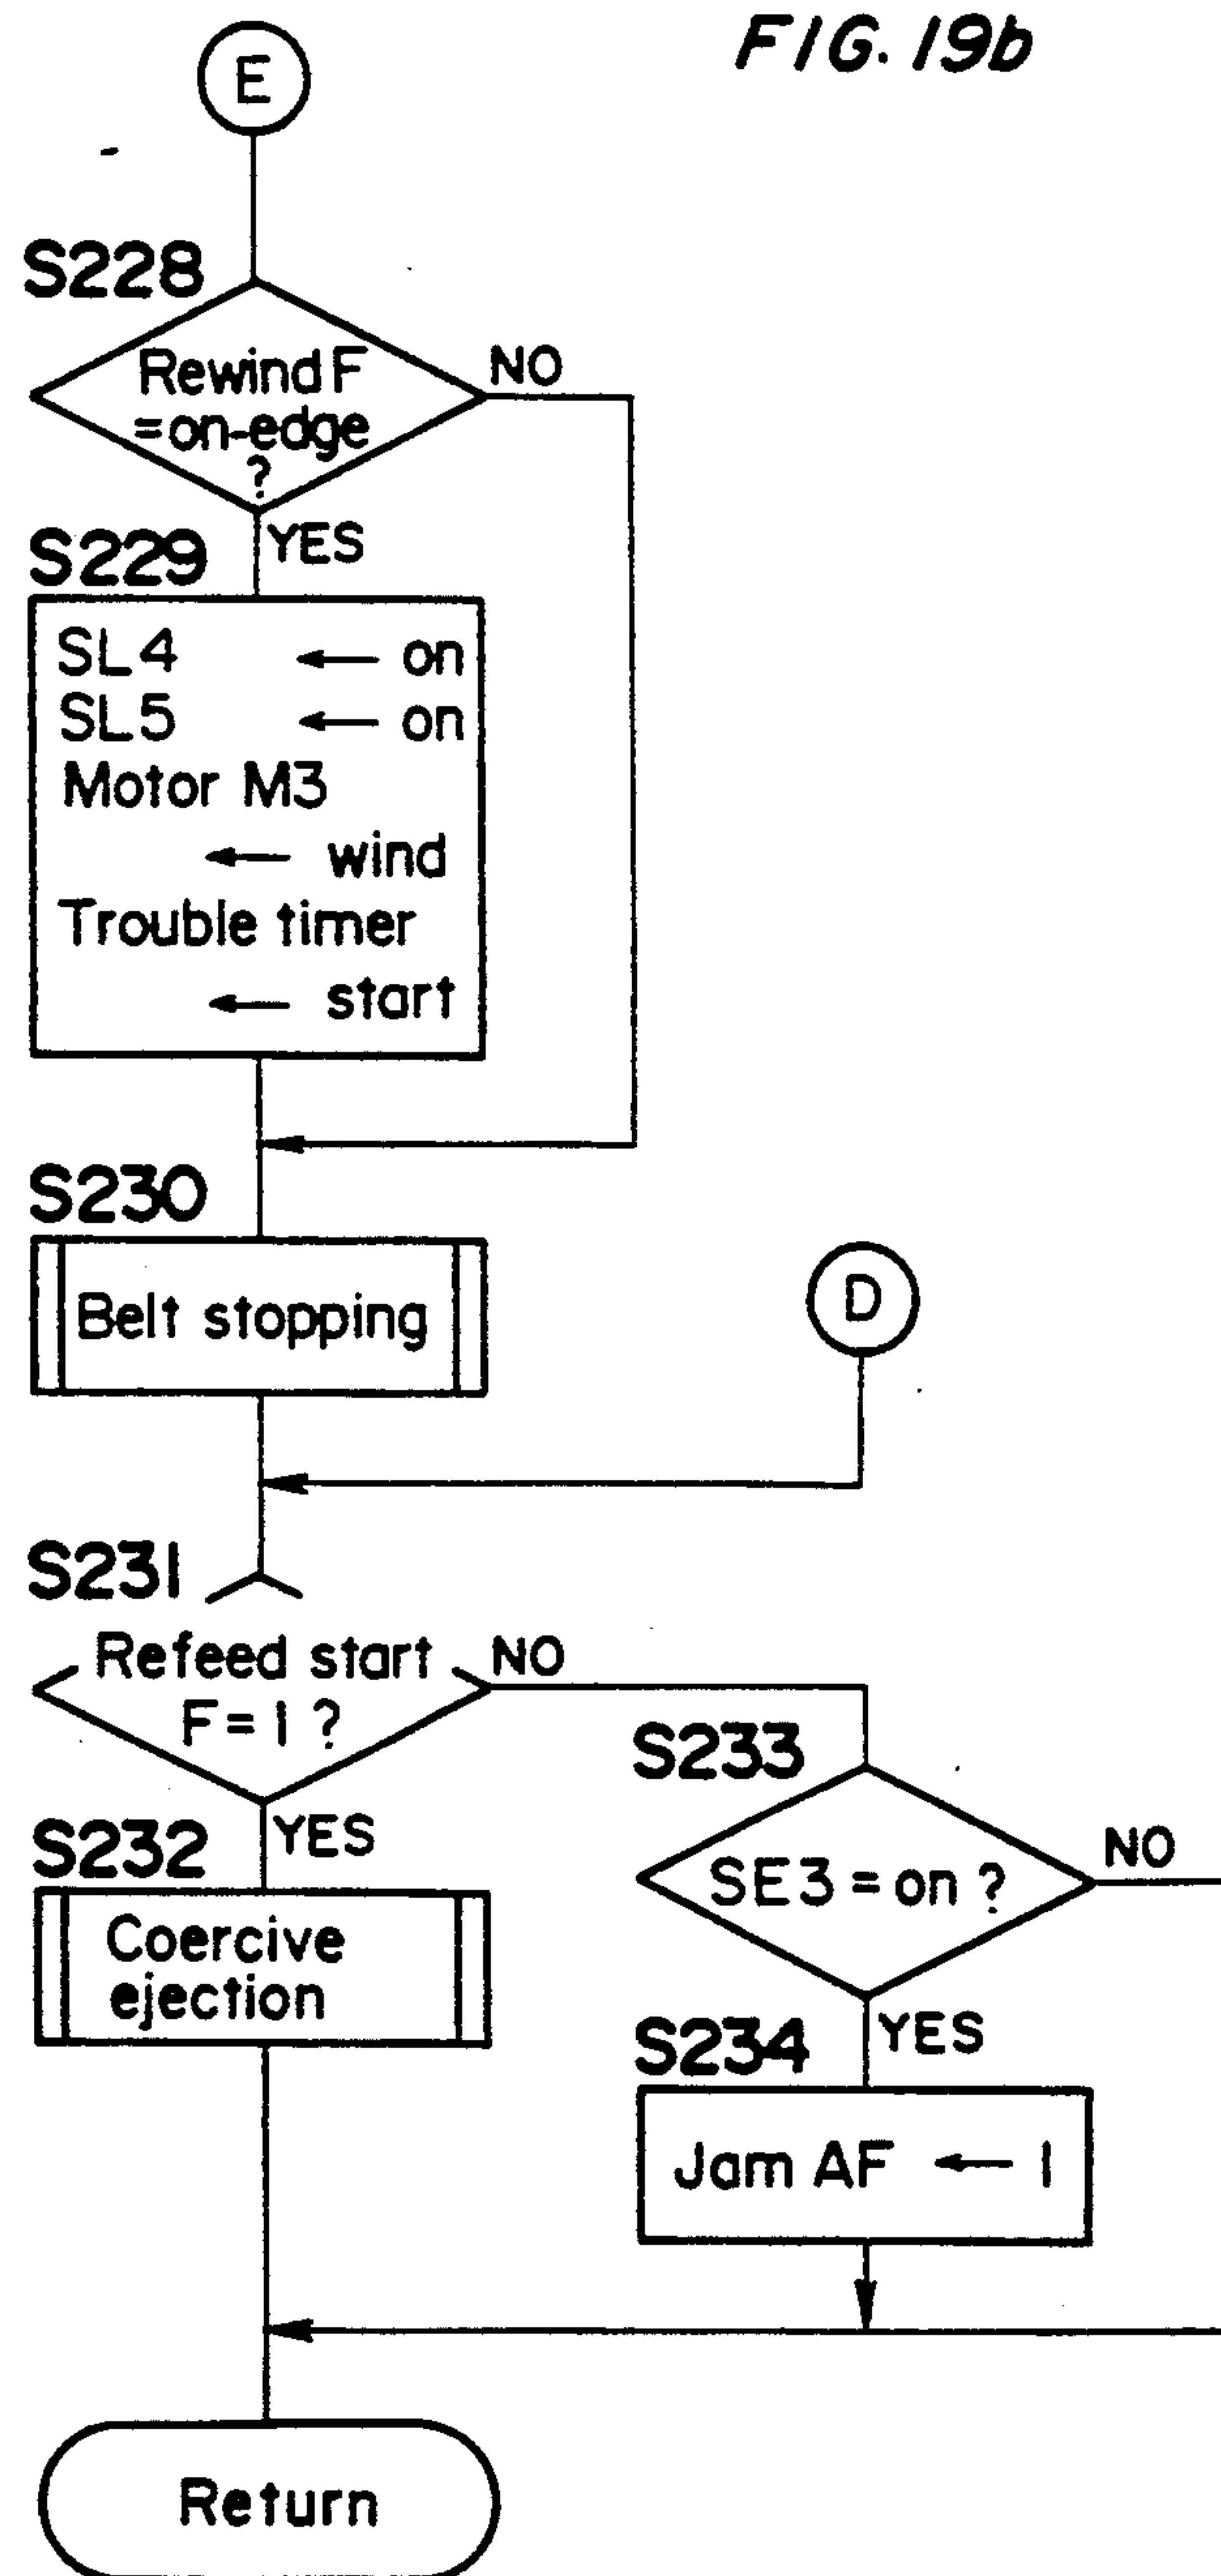 FIG. 19b
E
S228
Rewind F
=on-edge
?
NO
YES
S229
SL4 ← on
SL5 ← on
Motor M3
← wind
Trouble timer
← start
S230
Belt stopping
D
S231
Refeed start
F=1 ?
NO
YES
S232
Coercive
ejection
S233
SE3 = on ?
NO
YES
S234
Jam AF ← 1
Return